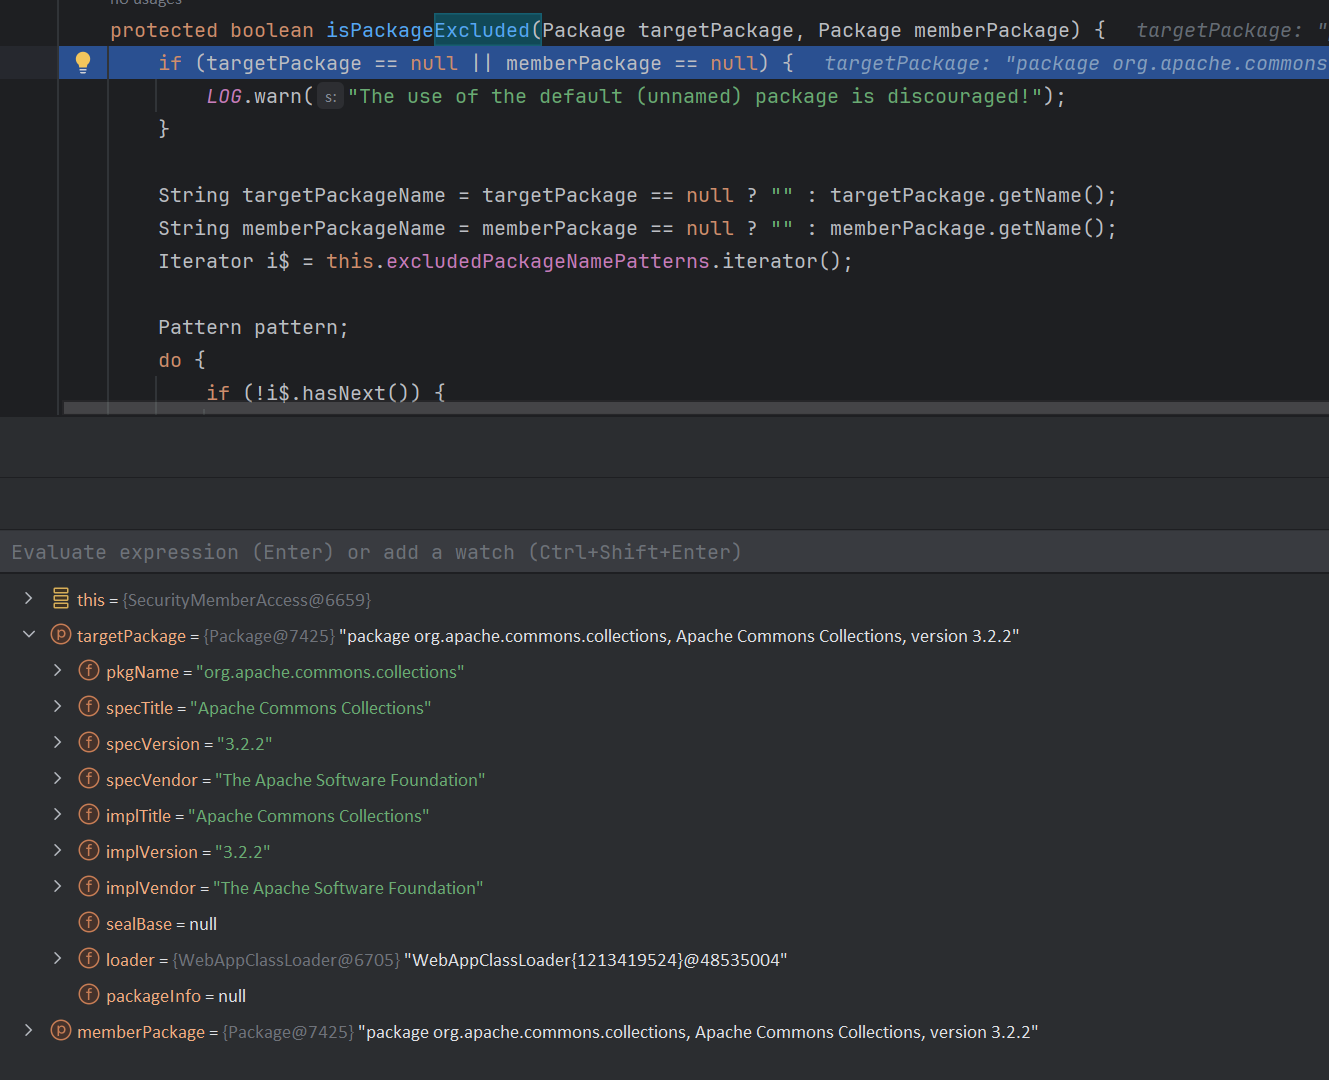 no usages
protected boolean isPackageExcluded(Package targetPackage, Package memberPackage) { targetPackage: "
if (targetPackage == null || memberPackage == null) { targetPackage: "package org.apache.commons
LOG.warn( s: "The use of the default (unnamed) package is discouraged!");
}
String targetPackageName = targetPackage == null ? "" : targetPackage.getName();
String memberPackageName = memberPackage == null ? "" : memberPackage.getName();
Iterator i$ = this.excludedPackageNamePatterns.iterator();
Pattern pattern;
do {
if (!i$.hasNext()) {
Evaluate expression (Enter) or add a watch (Ctrl+Shift+Enter)
this = {SecurityMemberAccess@6659}
p targetPackage = {Package@7425} "package org.apache.commons.collections, Apache Commons Collections, version 3.2.2"
f pkgName = "org.apache.commons.collections"
f specTitle = "Apache Commons Collections"
f specVersion = "3.2.2"
f specVendor = "The Apache Software Foundation"
f implTitle = "Apache Commons Collections"
f implVersion = "3.2.2"
f implVendor = "The Apache Software Foundation"
f sealBase = null
f loader = {WebAppClassLoader@6705} "WebAppClassLoader{1213419524}@48535004"
f packageInfo = null
p memberPackage = {Package@7425} "package org.apache.commons.collections, Apache Commons Collections, version 3.2.2"